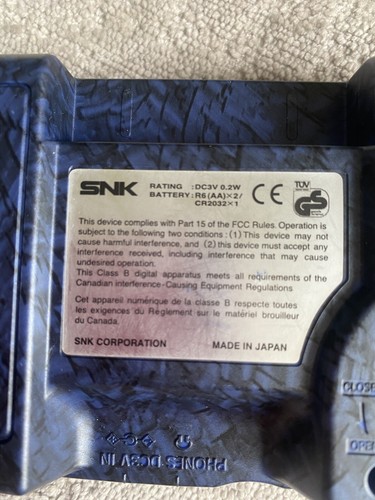 SNK
RATING : DC3V 0.2W
BATTERY : R6(AA)×2/
CR2032×1
CE
TÜV
GS
This device complies with Part 15 of the FCC Rules. Operation is
subject to the following two conditions : (1) This device may not
cause harmful interference, and (2) this device must accept any
interference received, including interference that may cause
undesired operation.
This Class B digital apparatus meets all requirements of the
Canadian interference-Causing Equipment Regulations
Cet appareil numérique de la classe B respecte toutes
les exigences du Règlement sur le matériel brouilleur
du Canada.
SNK CORPORATION
MADE IN JAPAN
CLOSE
OPEN
PHONES DC3V IN